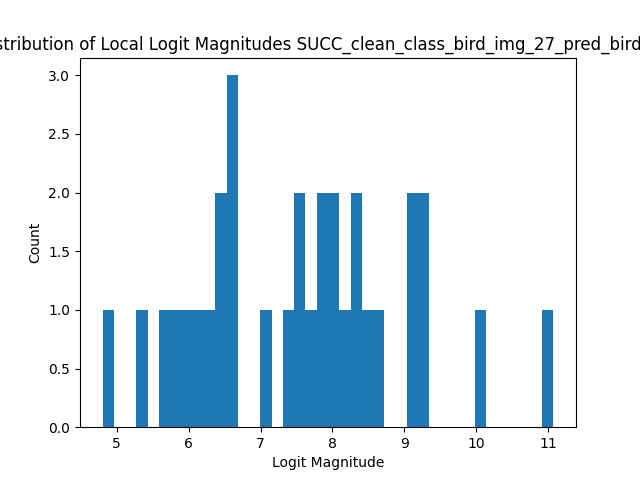 stribution of Local Logit Magnitudes SUCC_clean_class_bird_img_27_pred_bird
3.0
2.5
2.0
1.5
1.0
0.5
0.0
Count
5 6 7 8 9 10 11
Logit Magnitude